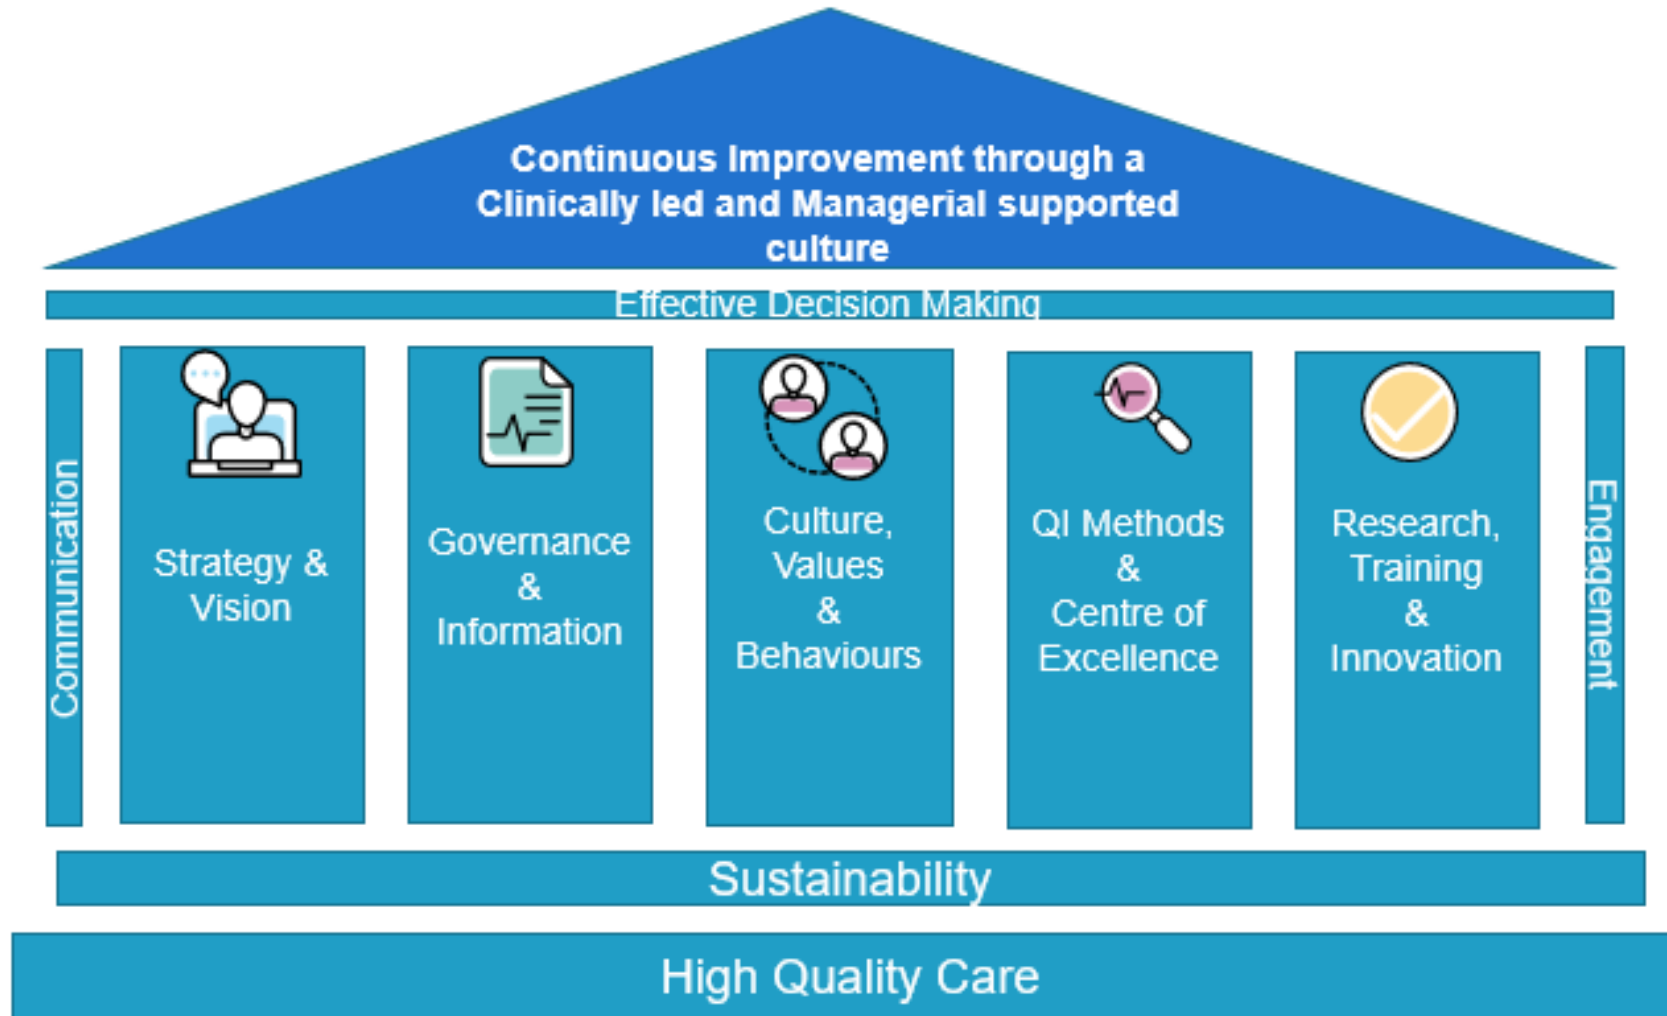 Continuous Improvement through a
Clinically led and Managerial supported
culture
Effective Decision Making
Communication
Strategy &
Vision
Governance
&
Information
Culture,
Values
&
Behaviours
QI Methods
&
Centre of
Excellence
Research,
Training
&
Innovation
Engagement
Sustainability
High Quality Care